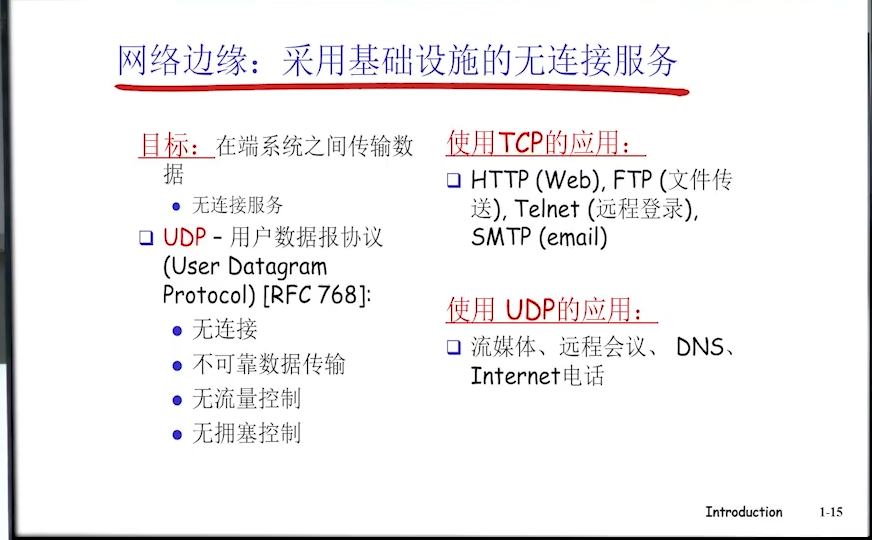 网络边缘：采用基础设施的无连接服务
目标：在端系统之间传输数
据
无连接服务
UDP – 用户数据报协议
(User Datagram
Protocol) [RFC 768]:
无连接
不可靠数据传输
无流量控制
无拥塞控制
使用TCP的应用：
HTTP (Web), FTP (文件传
送), Telnet (远程登录),
SMTP (email)
使用 UDP的应用：
流媒体、远程会议、 DNS、
Internet电话
Introduction 1-15